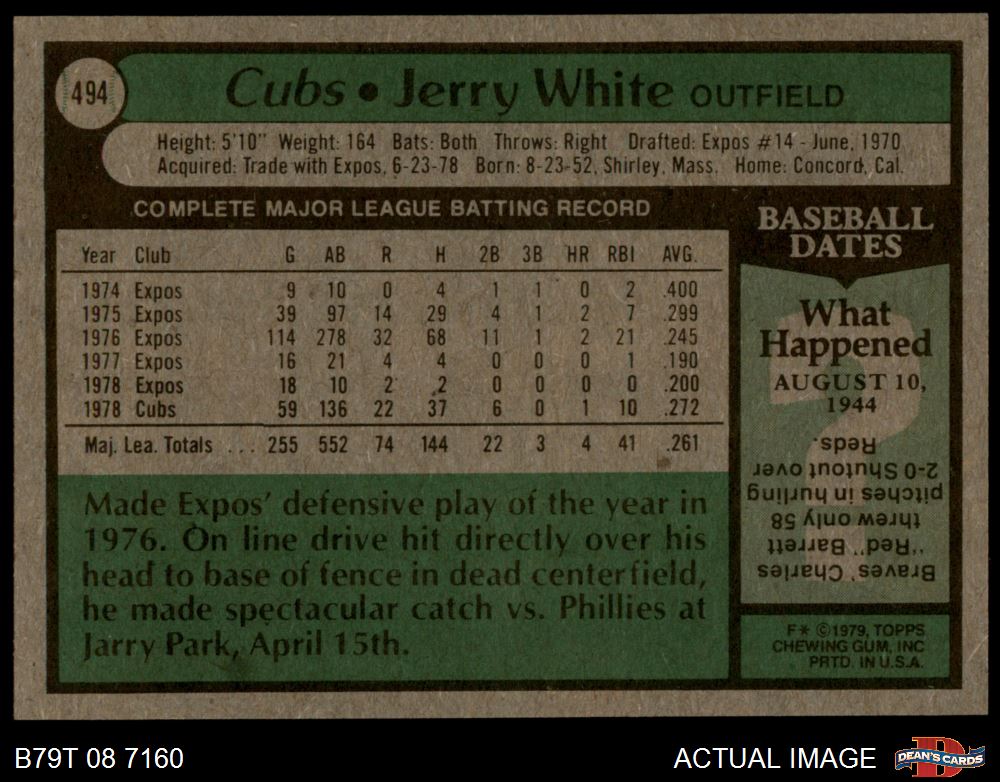 494
Cubs • Jerry White OUTFIELD
Height: 5'10" Weight: 164 Bats: Both Throws: Right Drafted: Expos #14 - June, 1970
Acquired: Trade with Expos, 6-23-78 Born: 8-23-52, Shirley, Mass. Home: Concord, Cal.
COMPLETE MAJOR LEAGUE BATTING RECORD
Year Club G AB R H 2B 3B HR RBI AVG.
1974 Expos 9 10 0 4 1 1 0 2 .400
1975 Expos 39 97 14 29 4 1 2 7 .299
1976 Expos 114 278 32 68 11 1 2 21 .245
1977 Expos 16 21 4 4 0 0 0 1 .190
1978 Expos 18 10 2 2 0 0 0 0 .200
1978 Cubs 59 136 22 37 6 0 1 10 .272
Maj. Lea. Totals ... 255 552 74 144 22 3 4 41 .261
Made Expos' defensive play of the year in
1976. On line drive hit directly over his
head to base of fence in dead centerfield,
he made spectacular catch vs. Phillies at
Jarry Park, April 15th.
BASEBALL
DATES
What
Happened
AUGUST 10,
1944
Braves' Charles
"Red" Barrett
threw only 58
pitches in hurling
2-0 Shutout over
Reds.
F* ©1979, TOPPS
CHEWING GUM, INC
PRTD. IN U.S.A.
B79T 08 7160
ACTUAL IMAGE
D
DEAN'S CARDS